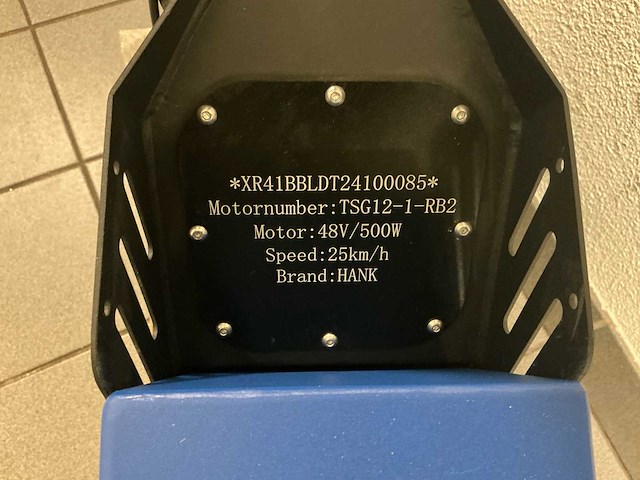 *XR41BBLDT24100085*
Motornumber:TSG12-1-RB2
Motor:48V/500W
Speed:25km/h
Brand:HANK